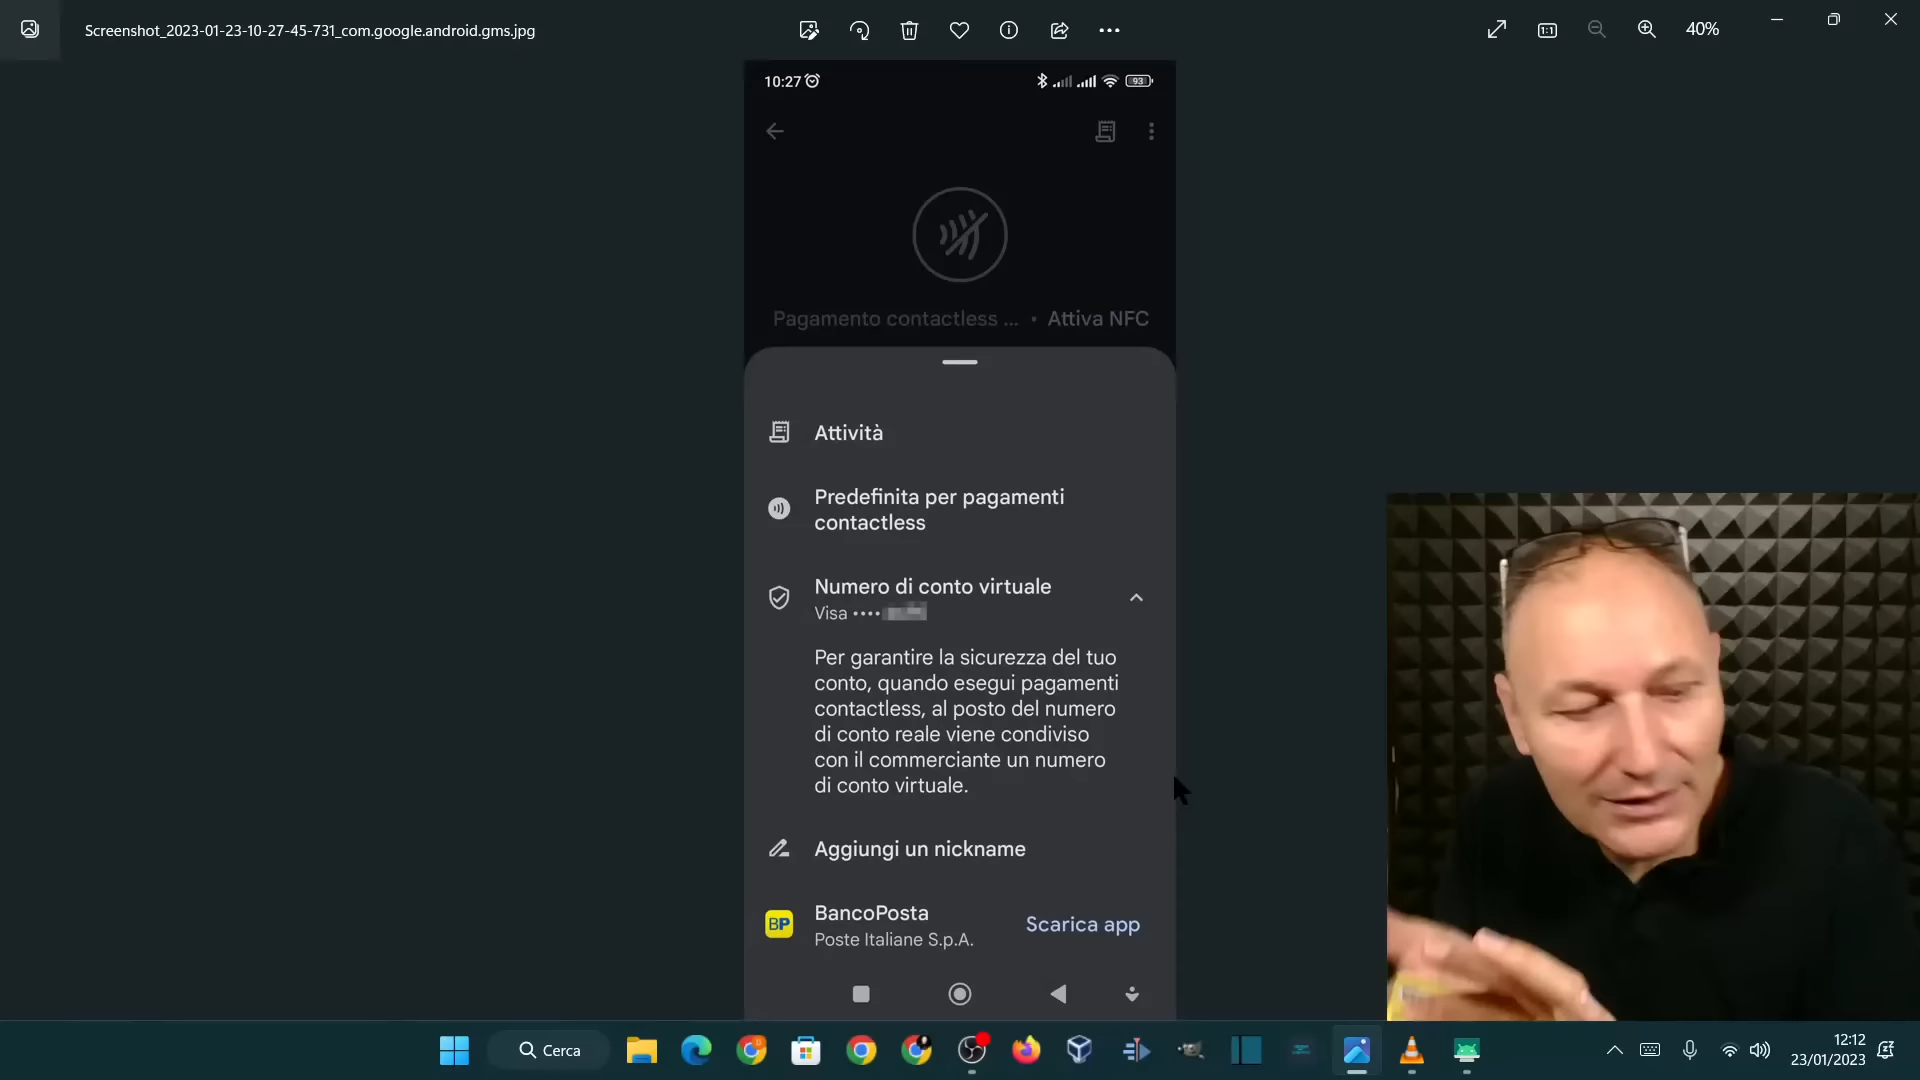 Screenshot_2023-01-23-10-27-45-731_com.google.android.gms.jpg
40%
10:27
93
Pagamento contactless ... • Attiva NFC
Attività
Predefinita per pagamenti
contactless
Numero di conto virtuale
Visa ••••
Per garantire la sicurezza del tuo
conto, quando esegui pagamenti
contactless, al posto del numero
di conto reale viene condiviso
con il commerciante un numero
di conto virtuale.
Aggiungi un nickname
BP
BancoPosta
Scarica app
Poste Italiane S.p.A.
Cerca
12:12
23/01/2023